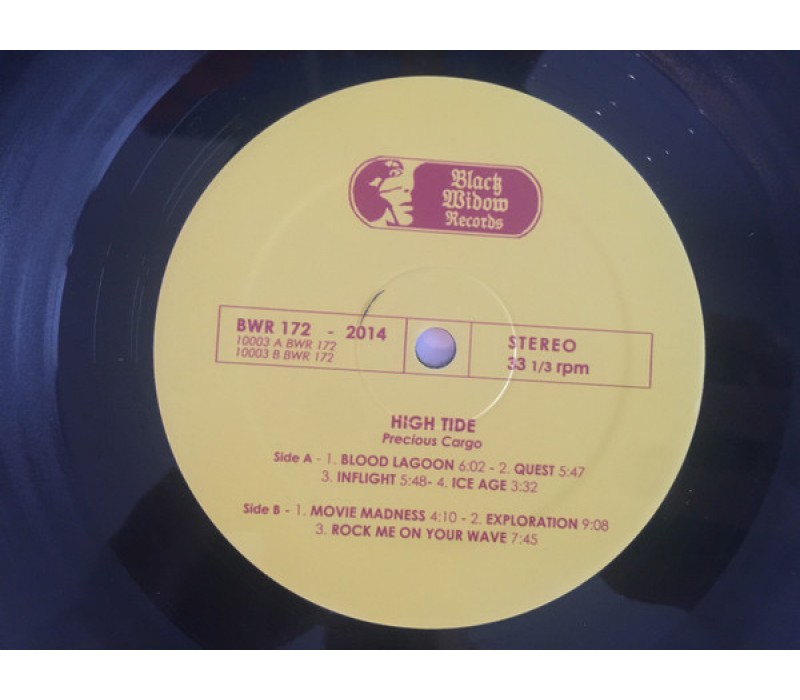 Black
Widow
Records
BWR 172 - 2014
10003 A BWR 172
10003 B BWR 172
STEREO
33 1/3 rpm
HIGH TIDE
Precious Cargo
Side A - 1. BLOOD LAGOON 6:02 - 2. QUEST 5:47
3. INFLIGHT 5:48- 4. ICE AGE 3:32
Side B - 1. MOVIE MADNESS 4:10 - 2. EXPLORATION 9:08
3. ROCK ME ON YOUR WAVE 7:45